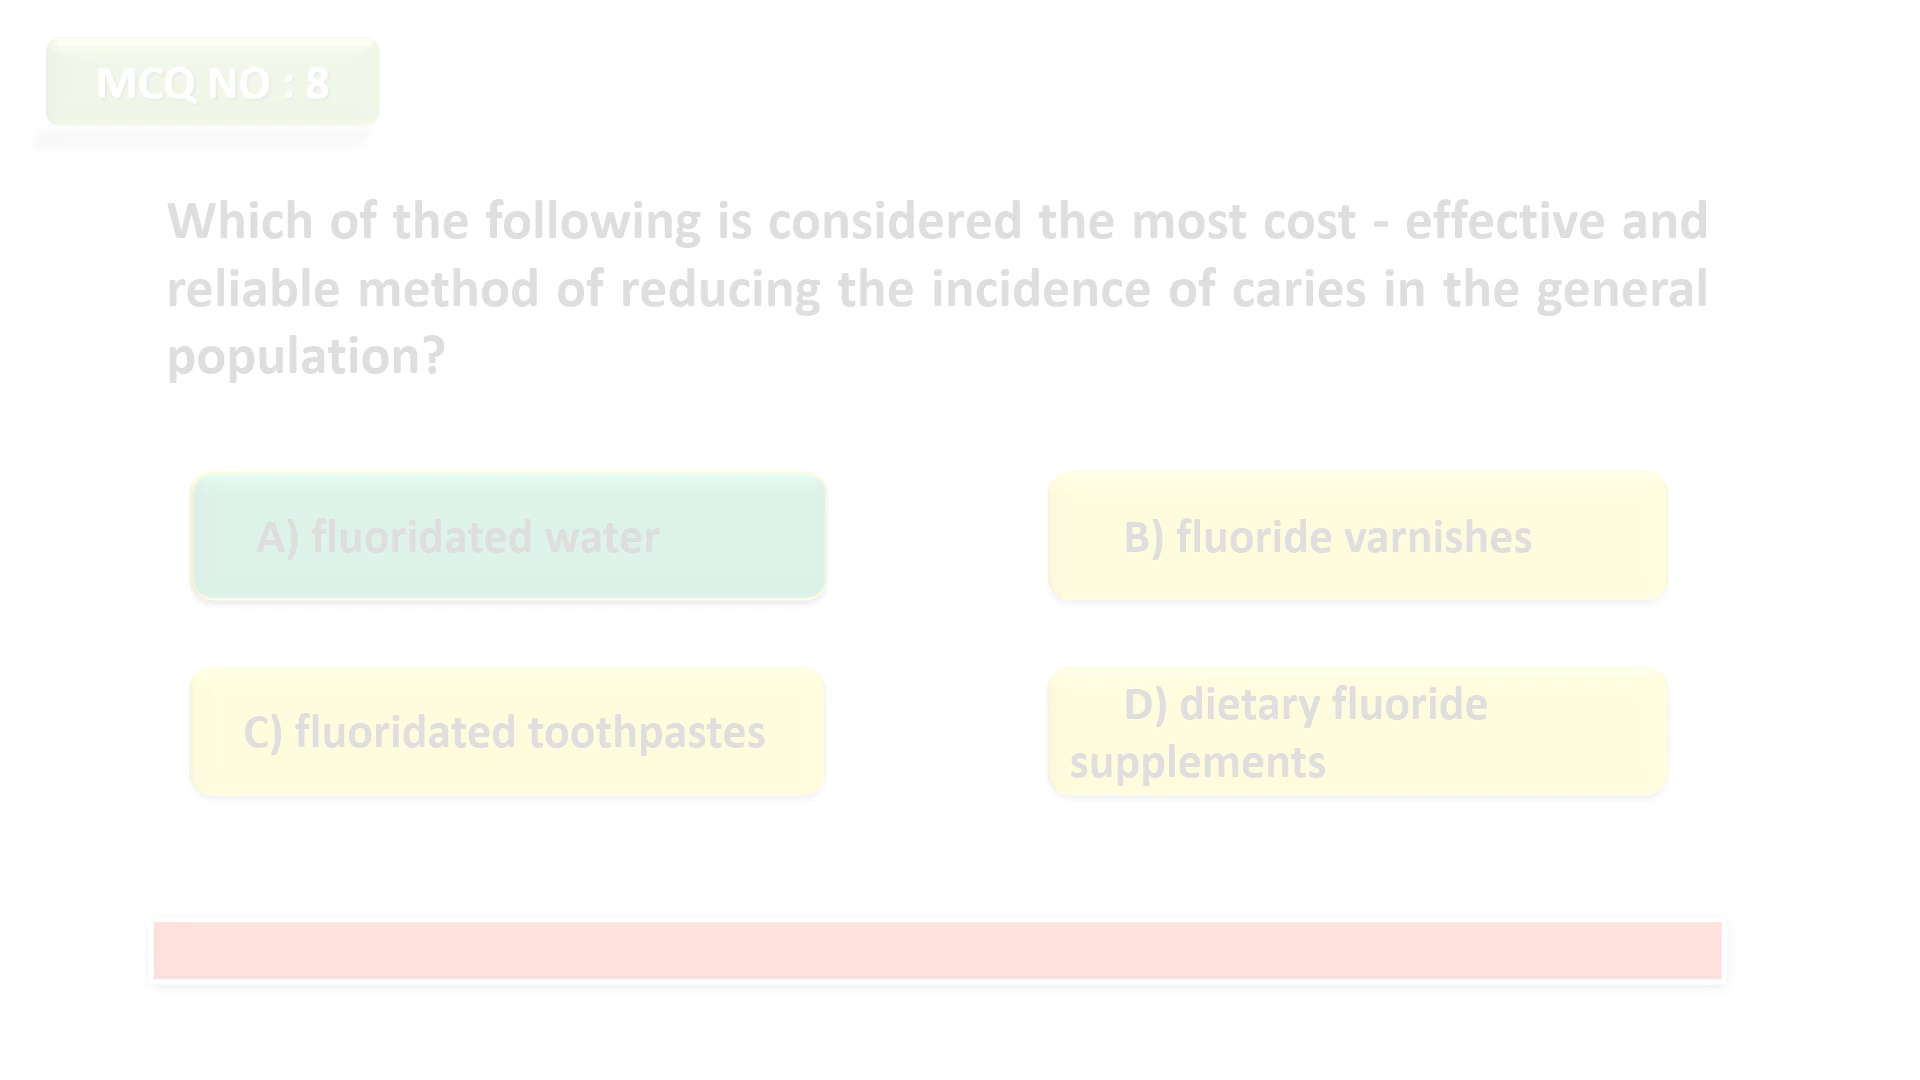 MCQ NO : 8
Which of the following is considered the most cost - effective and
reliable method of reducing the incidence of caries in the general
population?
A) fluoridated water
B) fluoride varnishes
C) fluoridated toothpastes
D) dietary fluoride
supplements